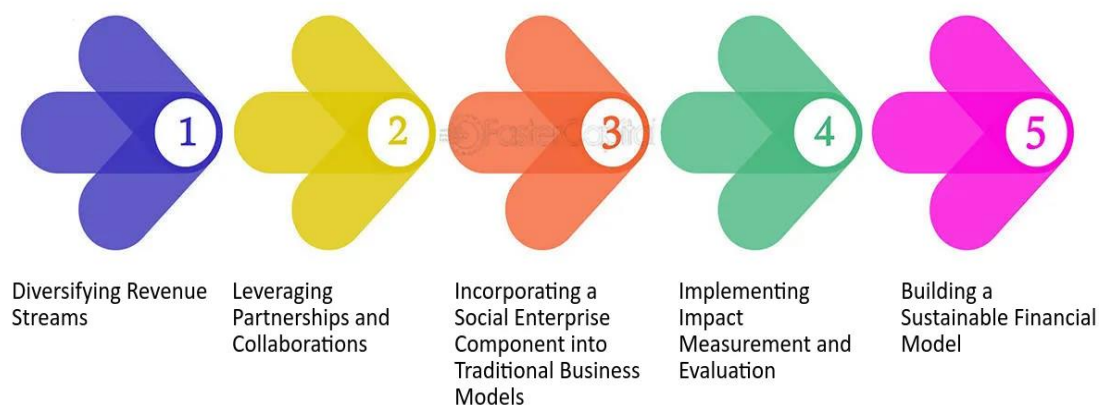 1
2
3
4
5
FasterCapital
Diversifying Revenue
Streams
Leveraging
Partnerships and
Collaborations
Incorporating a
Social Enterprise
Component into
Traditional Business
Models
Implementing
Impact
Measurement and
Evaluation
Building a
Sustainable Financial
Model